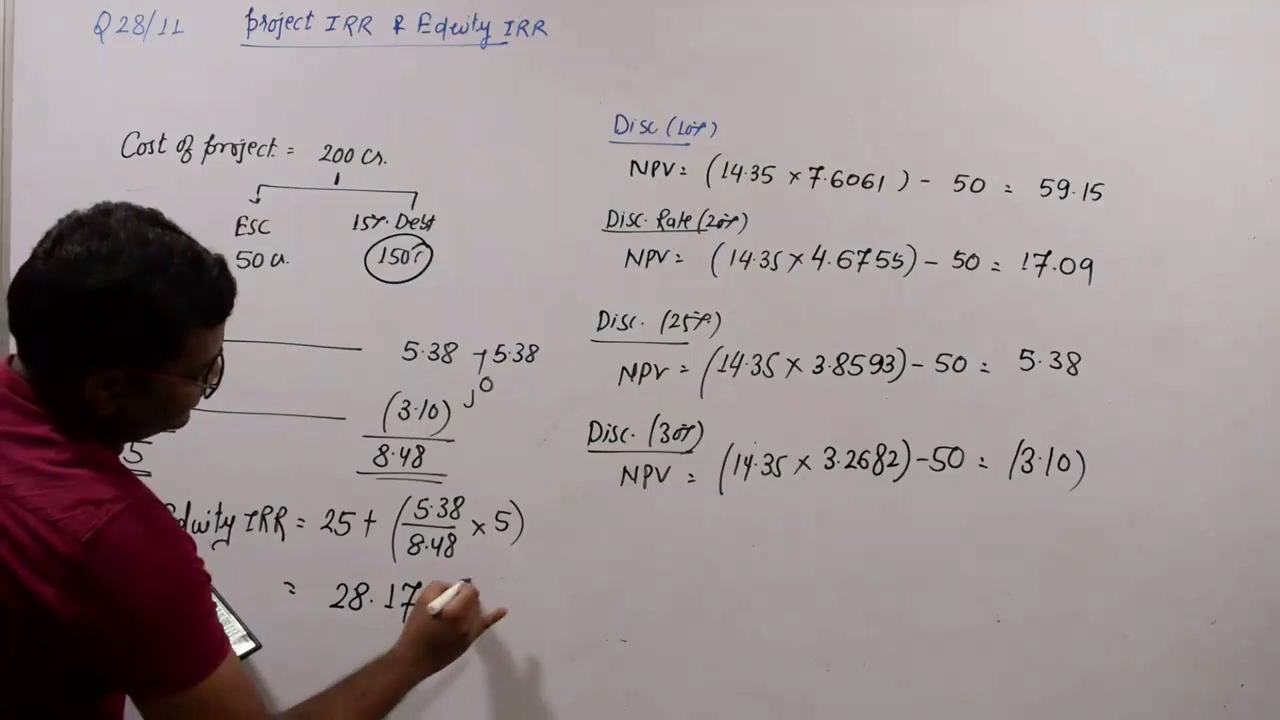 Q 28/11 Project IRR & Equity IRR
Cost of project = 200 Cr.
ESC 15% Debt
50 Cr. 150 Cr
5.38 5.38
0
(3.10)
5 8.48
Equity IRR = 25 + (5.38/8.48 × 5)
= 28.17
Disc (10%)
NPV = (14.35 × 7.6061) - 50 = 59.15
Disc. Rate (20%)
NPV = (14.35 × 4.6755) - 50 = 17.09
Disc. (25%)
NPV = (14.35 × 3.8593) - 50 = 5.38
Disc. (30%)
NPV = (14.35 × 3.2682) - 50 = (3.10)